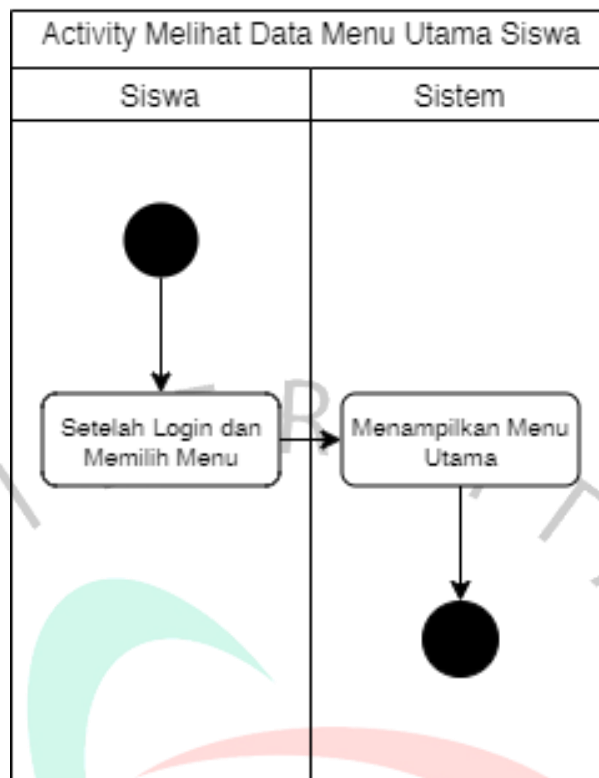 Activity Melihat Data Menu Utama Siswa
Siswa
Sistem
Setelah Login dan
Memilih Menu
Menampilkan Menu
Utama